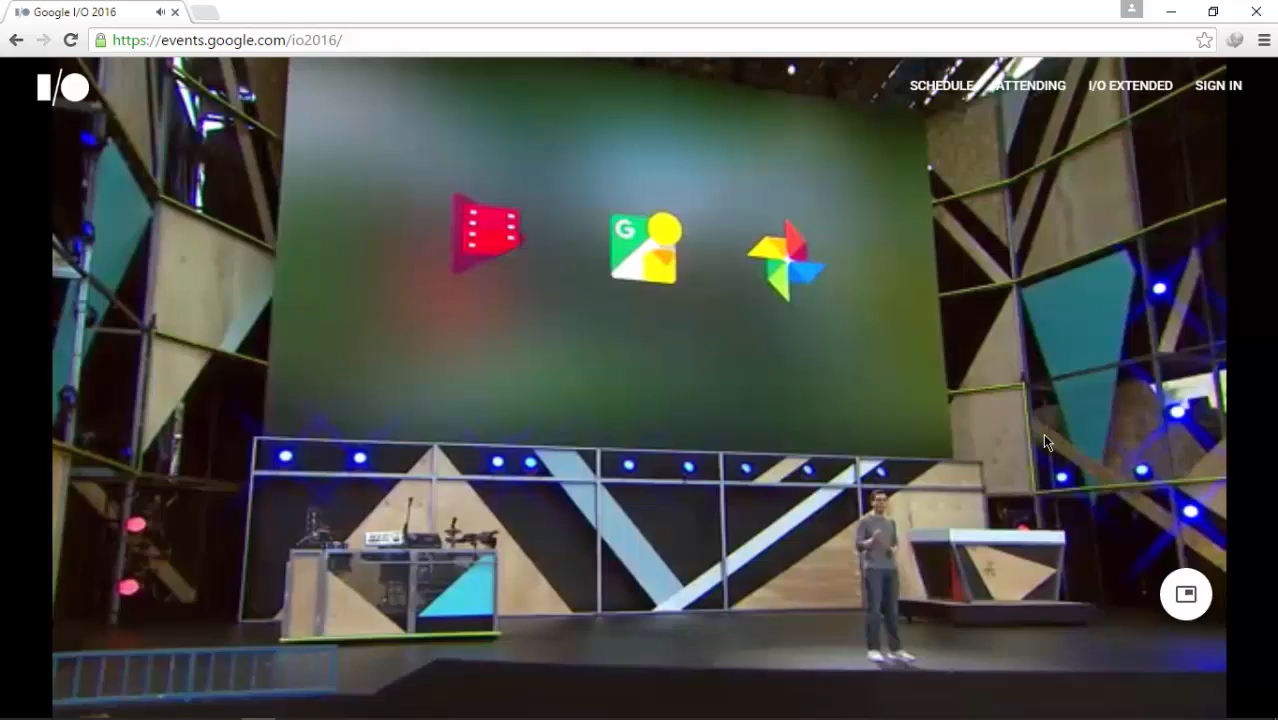 Google I/O 2016
https://events.google.com/io2016/
I/O
SCHEDULE ATTENDING I/O EXTENDED SIGN IN
G